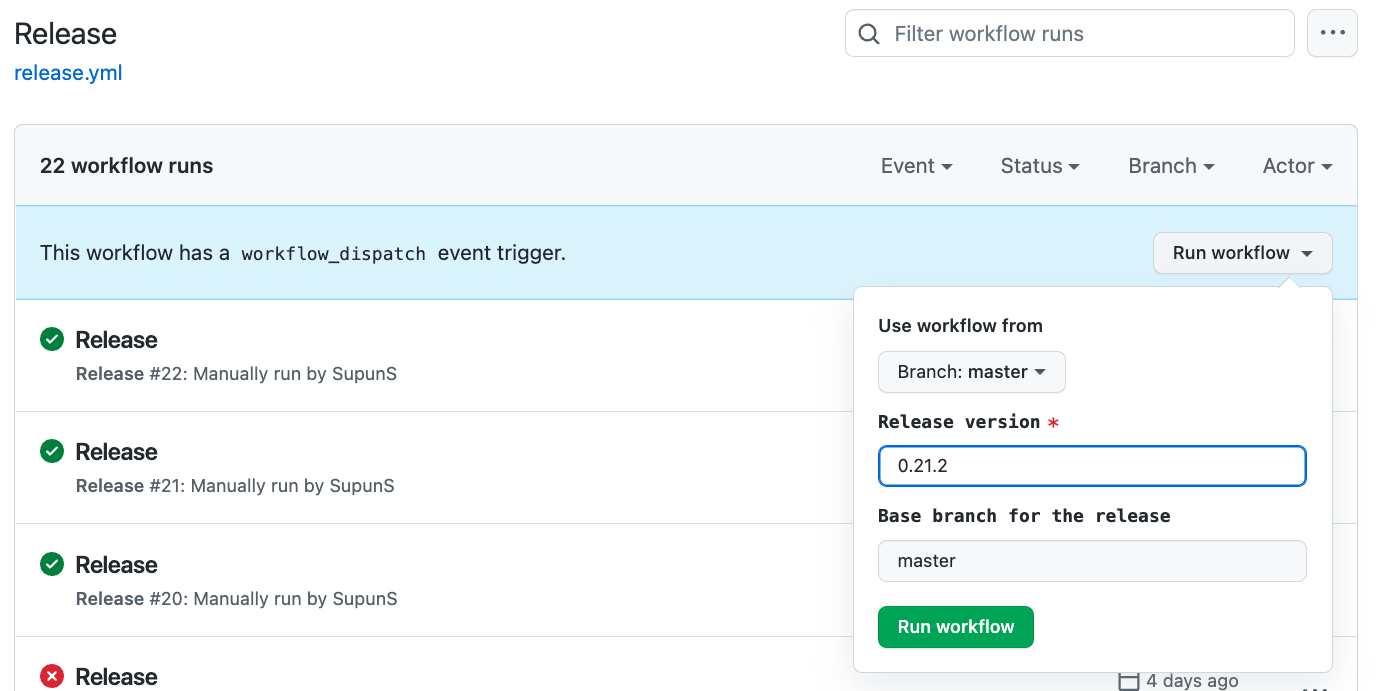 Release
Filter workflow runs
release.yml
22 workflow runs
Event
Status
Branch
Actor
This workflow has a workflow_dispatch event trigger.
Run workflow
Use workflow from
Branch: master
Release version *
0.21.2
Base branch for the release
master
Run workflow
Release
Release #22: Manually run by SupunS
Release
Release #21: Manually run by SupunS
Release
Release #20: Manually run by SupunS
Release
4 days ago